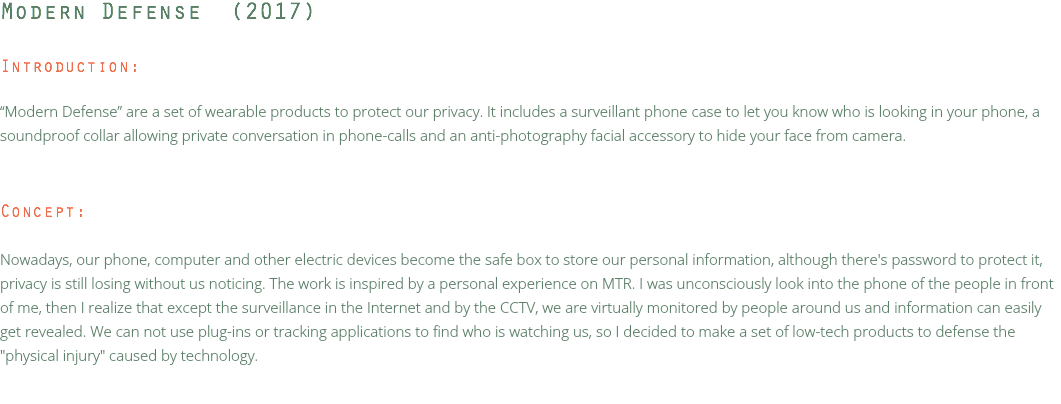 Modern Defense (2017)
Introduction:
“Modern Defense” are a set of wearable products to protect our privacy. It includes a surveillant phone case to let you know who is looking in your phone, a
soundproof collar allowing private conversation in phone-calls and an anti-photography facial accessory to hide your face from camera.
Concept:
Nowadays, our phone, computer and other electric devices become the safe box to store our personal information, although there's password to protect it,
privacy is still losing without us noticing. The work is inspired by a personal experience on MTR. I was unconsciously look into the phone of the people in front
of me, then I realize that except the surveillance in the Internet and by the CCTV, we are virtually monitored by people around us and information can easily
get revealed. We can not use plug-ins or tracking applications to find who is watching us, so I decided to make a set of low-tech products to defense the
"physical injury" caused by technology.